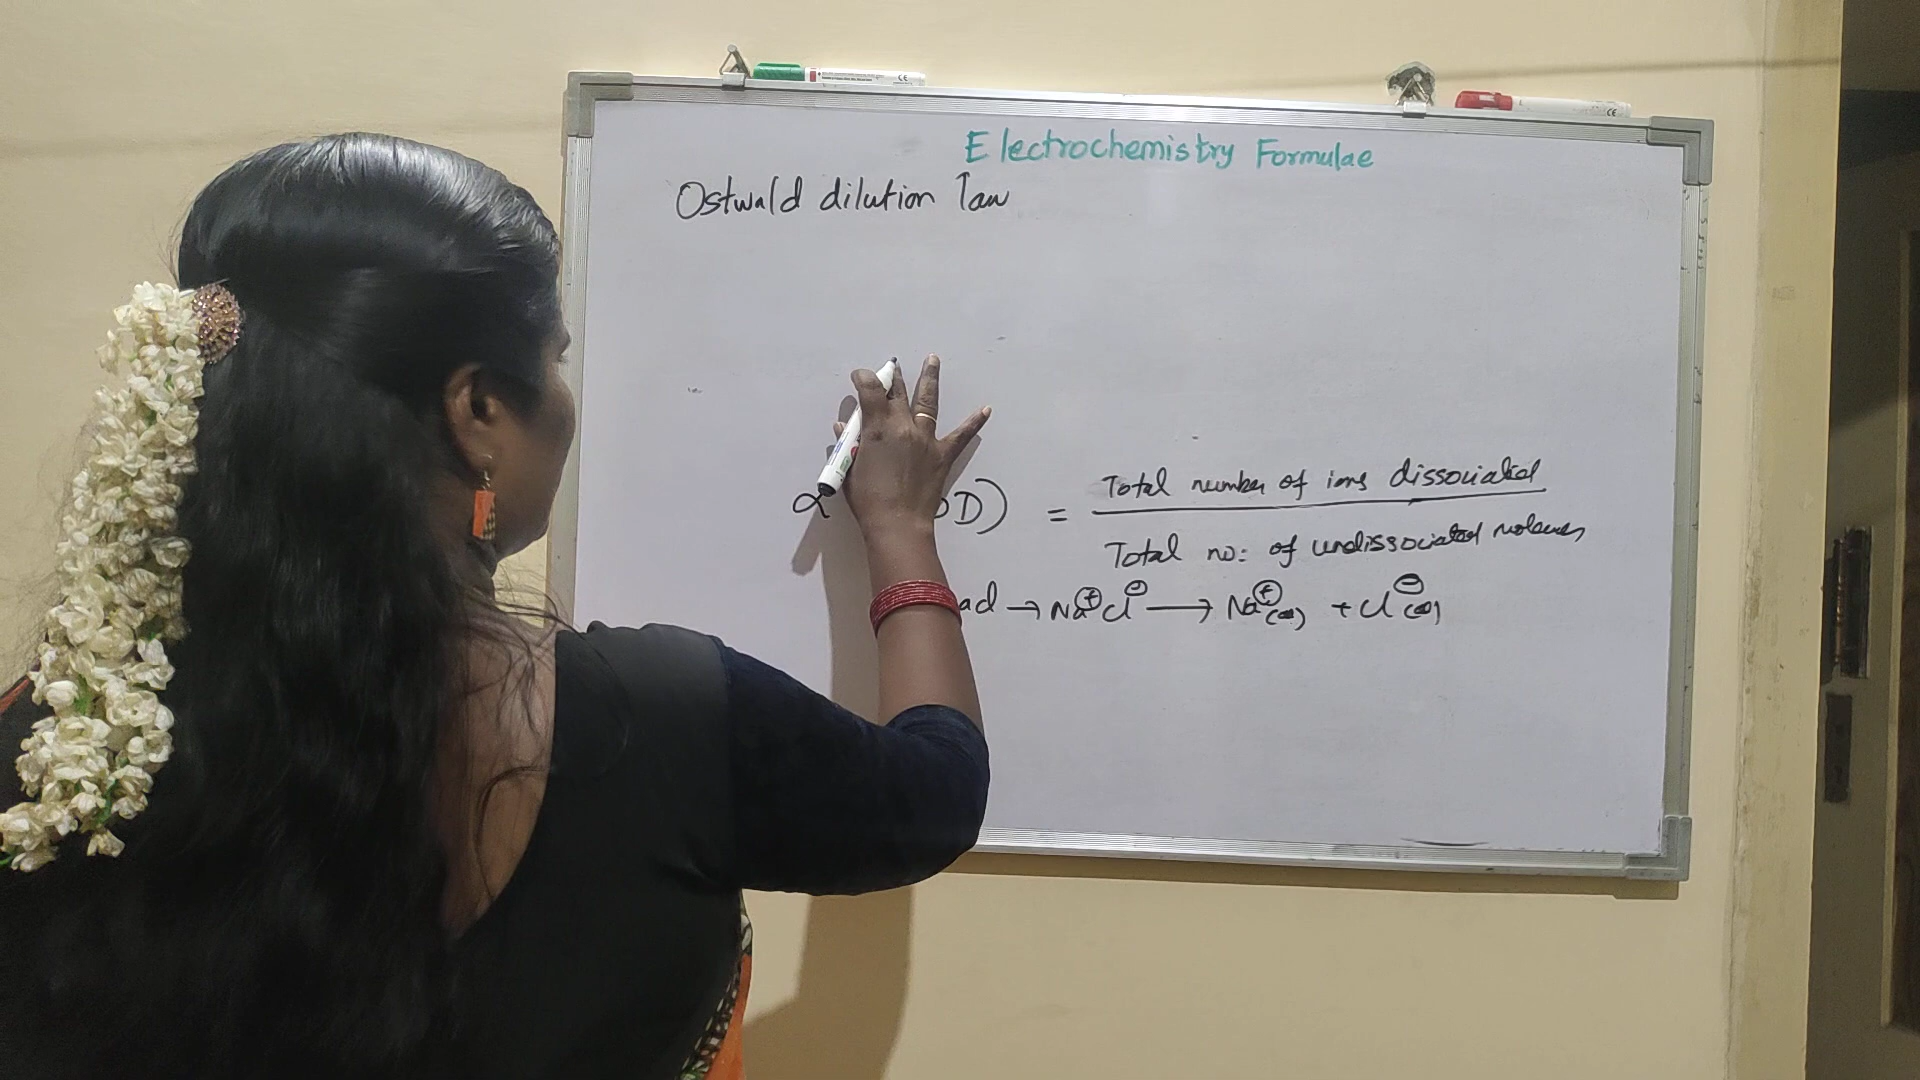 Electrochemistry Formulae
Ostwald dilution law
α OD) = Total number of ions dissociated
Total no: of undissociated molecules
ad → Na⊕Cl⊖ → Na⊕(aq) + Cl⊖(aq)